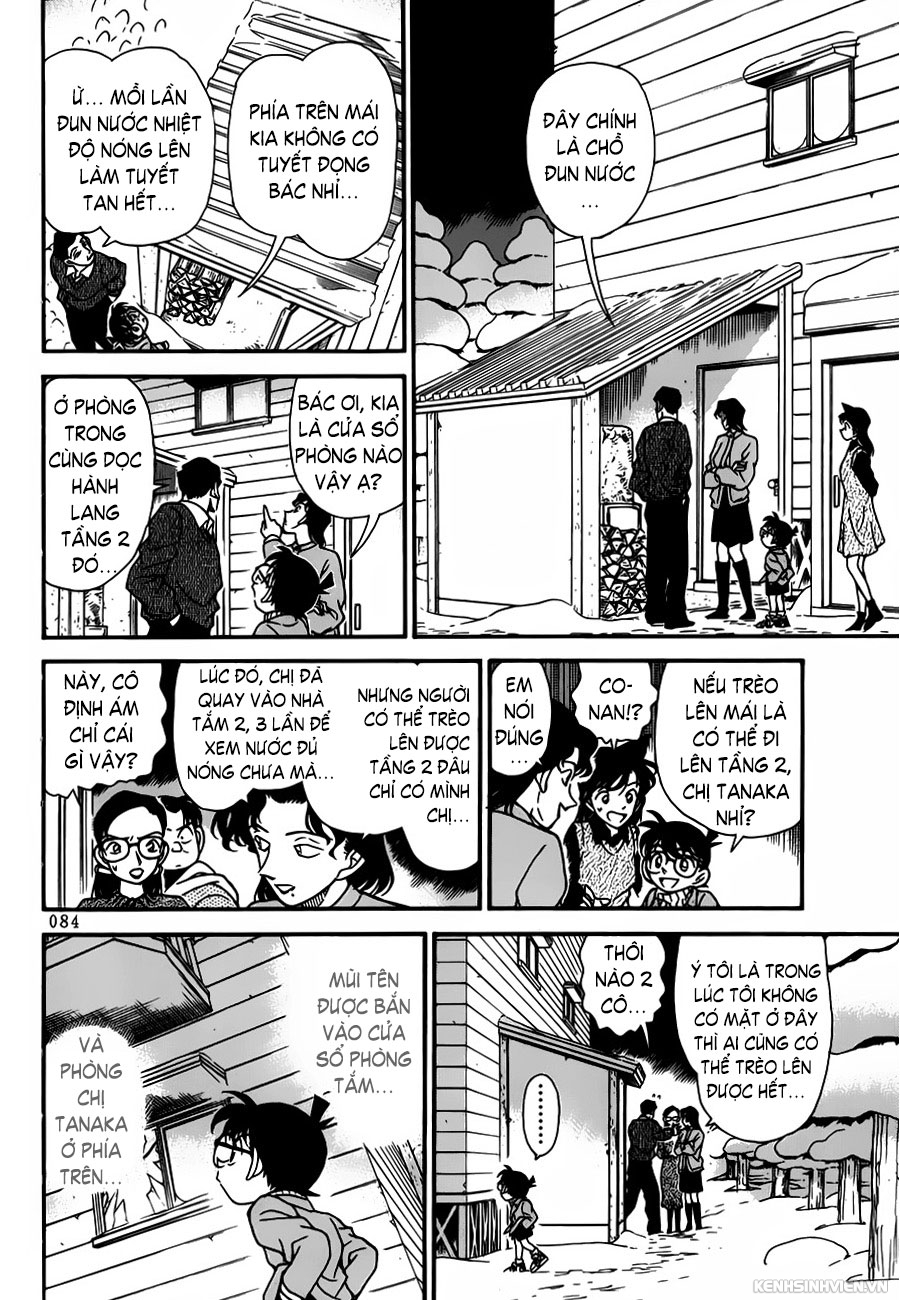 ĐÂY CHÍNH
LÀ CHỖ
ĐUN NƯỚC
...
PHÍA TRÊN MÁI
KIA KHÔNG CÓ
TUYẾT ĐỌNG
BÁC NHỈ...
Ừ... MỒI LẦN
ĐUN NƯỚC NHIỆT
ĐỘ NÓNG LÊN
LÀM TUYẾT
TAN HẾT...
BÁC ƠI, KIA
LÀ CỬA SỔ
PHÒNG NÀO
VẬY Ạ?
Ở PHÒNG
TRONG
CÙNG DỌC
HÀNH
LANG
TẦNG 2
ĐÓ...
NẾU TRÈO
LÊN MÁI LÀ
CÓ THỂ ĐI
LÊN TẦNG 2,
CHỊ TANAKA
NHỈ?
CO-
NAN!?
EM
NÓI
ĐÚNG...
NHƯNG NGƯỜI
CÓ THỂ TRÈO
LÊN ĐƯỢC
TẦNG 2 ĐÂU
CHỈ CÓ MÌNH
CHỊ...
LÚC ĐÓ, CHỊ ĐÃ
QUAY VÀO NHÀ
TẮM 2, 3 LẦN ĐỂ
XEM NƯỚC ĐỦ
NÓNG CHƯA MÀ...
NÀY, CÔ
ĐỊNH ÁM
CHỈ CÁI
GÌ VẬY?
084
Ý TÔI LÀ TRONG
LÚC TÔI KHÔNG
CÓ MẶT Ở ĐÂY
THÌ AI CŨNG CÓ
THỂ TRÈO LÊN
ĐƯỢC HẾT...
THÔI
NÀO 2
CÔ...
.........
MŨI TÊN
ĐƯỢC BẮN
VÀO CỬA
SỔ PHÒNG
TẮM...
VÀ
PHÒNG
CHỊ
TANAKA
Ở PHÍA
TRÊN...
KENHSINHVIEN.VN